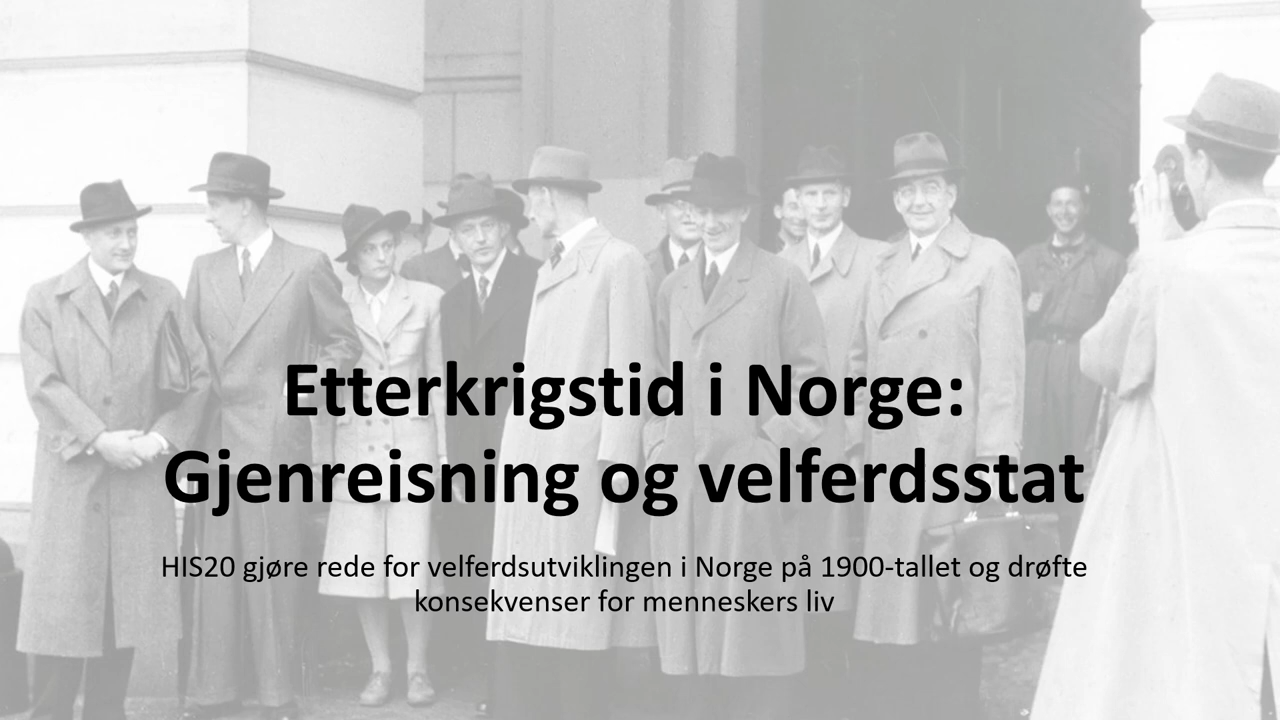 Etterkrigstid i Norge:
Gjenreisning og velferdsstat
HIS20 gjøre rede for velferdsutviklingen i Norge på 1900-tallet og drøfte
konsekvenser for menneskers liv